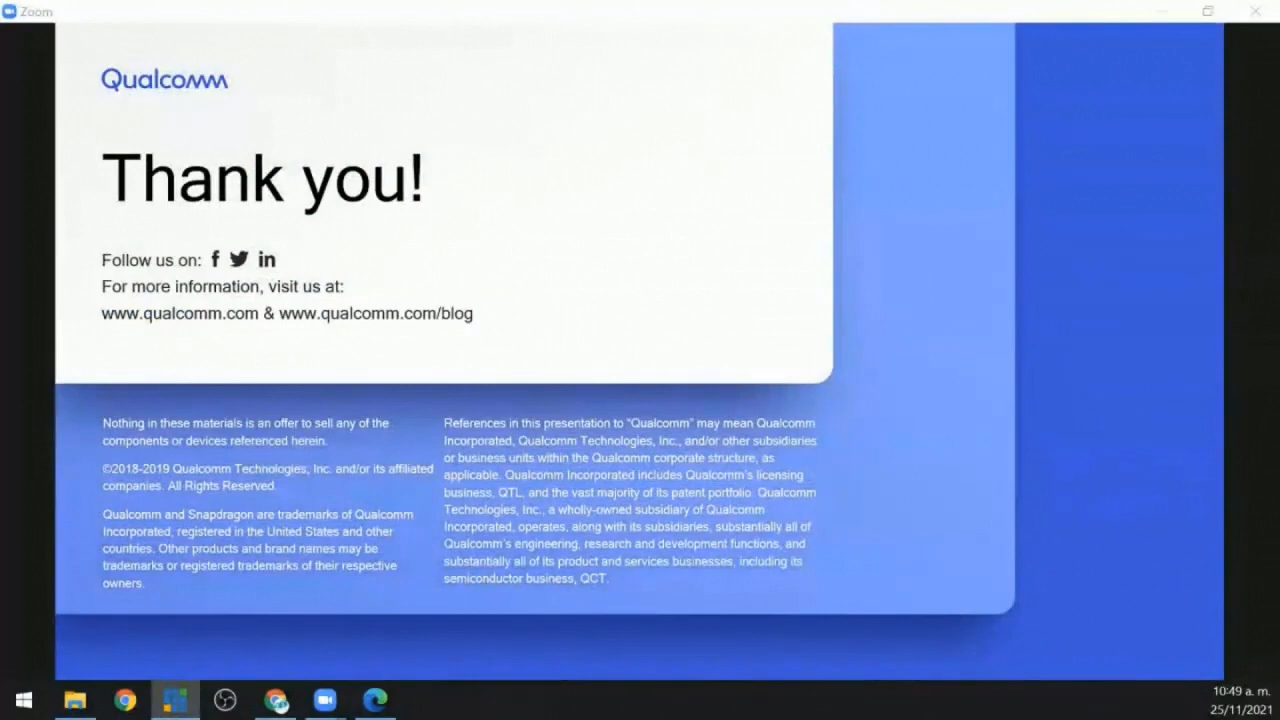 Zoom
Qualcomm
Thank you!
Follow us on:
For more information, visit us at:
www.qualcomm.com & www.qualcomm.com/blog
Nothing in these materials is an offer to sell any of the
components or devices referenced herein.
©2018-2019 Qualcomm Technologies, Inc. and/or its affiliated
companies. All Rights Reserved.
Qualcomm and Snapdragon are trademarks of Qualcomm
Incorporated, registered in the United States and other
countries. Other products and brand names may be
trademarks or registered trademarks of their respective
owners.
References in this presentation to “Qualcomm” may mean Qualcomm
Incorporated, Qualcomm Technologies, Inc., and/or other subsidiaries
or business units within the Qualcomm corporate structure, as
applicable. Qualcomm Incorporated includes Qualcomm’s licensing
business, QTL, and the vast majority of its patent portfolio. Qualcomm
Technologies, Inc., a wholly-owned subsidiary of Qualcomm
Incorporated, operates, along with its subsidiaries, substantially all of
Qualcomm’s engineering, research and development functions, and
substantially all of its product and services businesses, including its
semiconductor business, QCT.
10:49 a. m.
25/11/2021